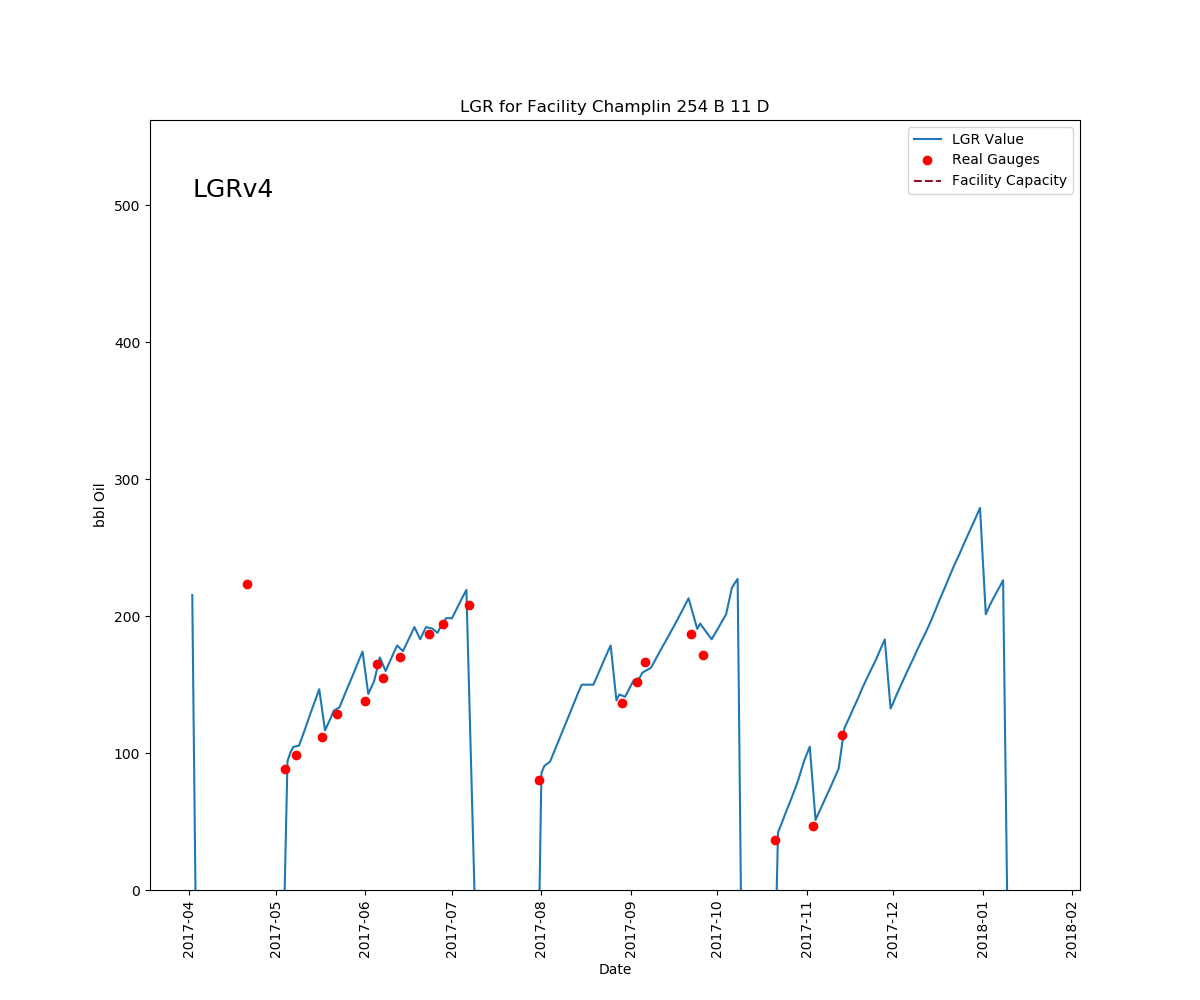 LGR for Facility Champlin 254 B 11 D
LGR Value
Real Gauges
Facility Capacity
LGRv4
500
400
300
200
100
0
bbl Oil
2017-04
2017-05
2017-06
2017-07
2017-08
2017-09
2017-10
2017-11
2017-12
2018-01
2018-02
Date